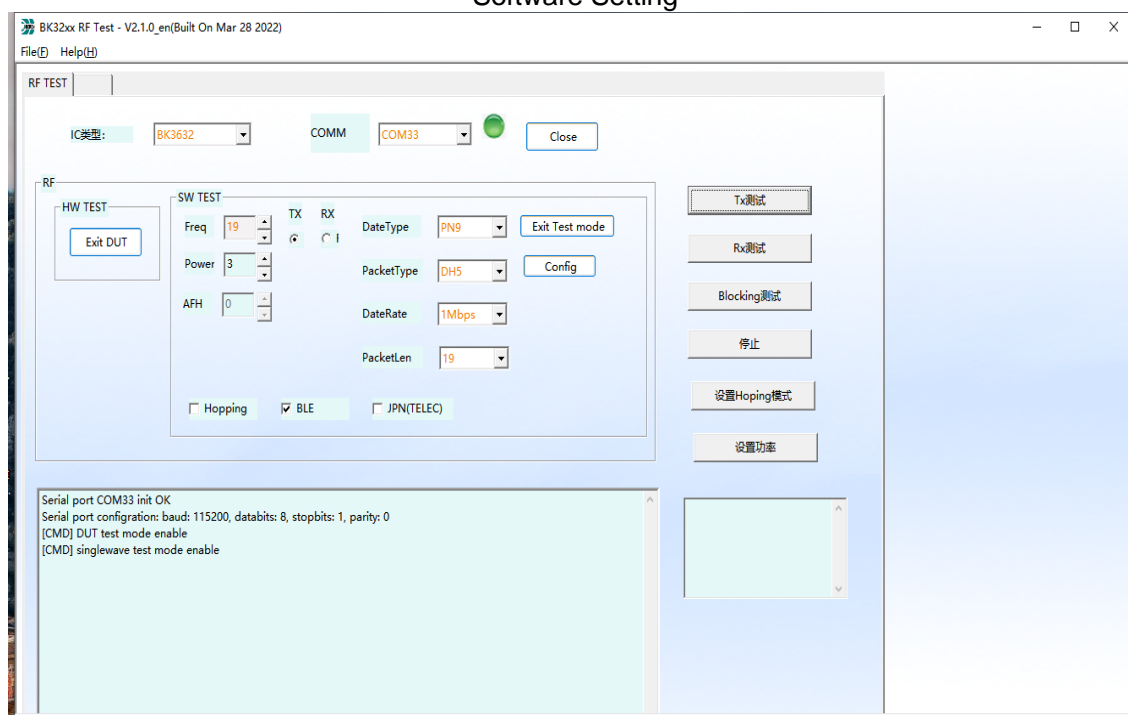 Software Setting
BK32xx RF Test - V2.1.0_en(Built On Mar 28 2022)
File(F) Help(H)
RF TEST
IC类型: BK3632 COMM COM33 Close
RF
HW TEST
Exit DUT
SW TEST
Freq 19 TX RX DateType PN9 Exit Test mode
Power 3 PacketType DH5 Config
AFH 0 DateRate 1Mbps
PacketLen 19
Hopping BLE JPN(TELEC)
Tx测试
Rx测试
Blocking测试
停止
设置Hoping模式
设置功率
Serial port COM33 init OK
Serial port configration: baud: 115200, databits: 8, stopbits: 1, parity: 0
[CMD] DUT test mode enable
[CMD] singlewave test mode enable